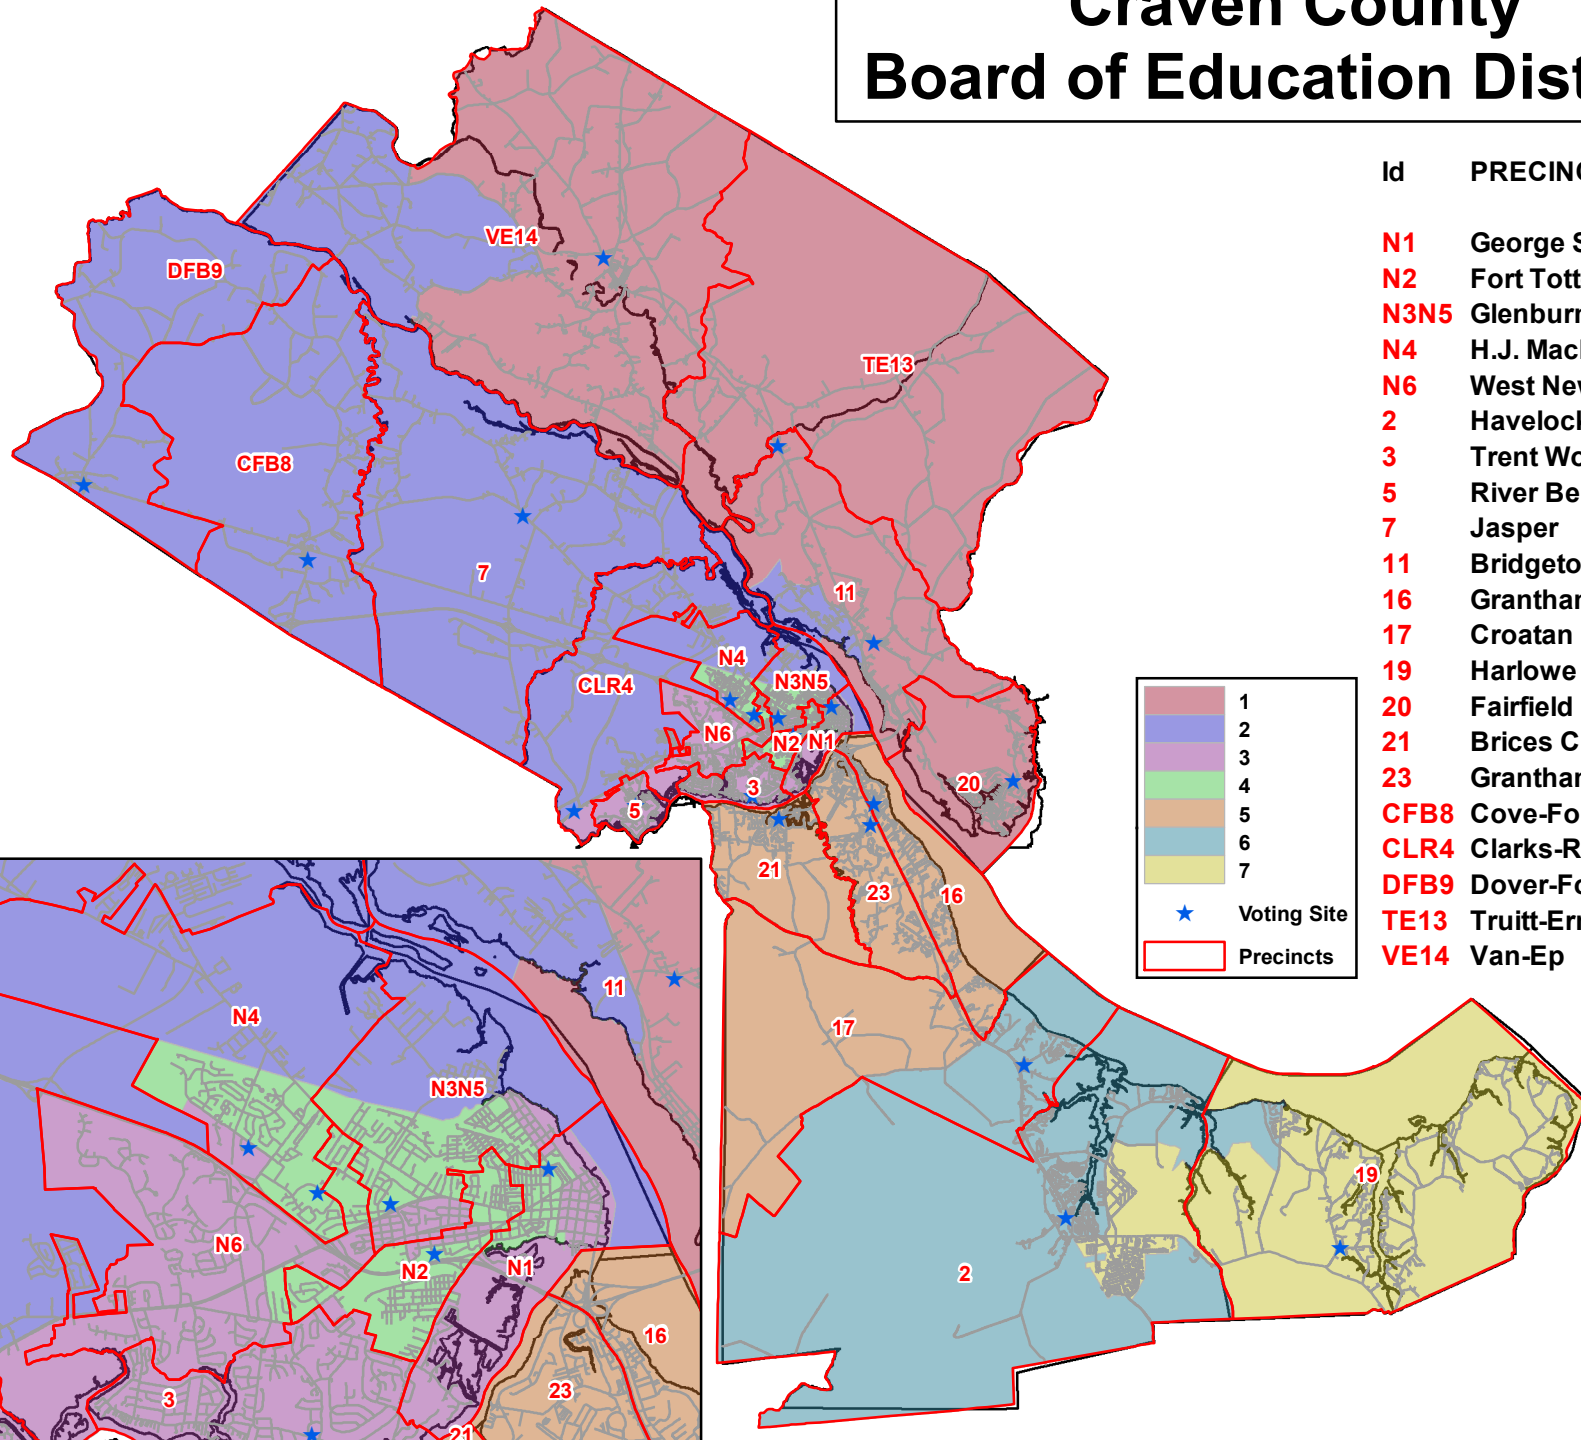 Craven County
Board of Education Dist
Id PRECINC
N1 George S
N2 Fort Tott
N3N5 Glenburn
N4 H.J. Mac
N6 West Nev
2 Havelock
3 Trent Wo
5 River Be
7 Jasper
11 Bridgeto
16 Granthar
17 Croatan
19 Harlowe
20 Fairfield
21 Brices C
23 Granthar
CFB8 Cove-Fo
CLR4 Clarks-R
DFB9 Dover-Fo
TE13 Truitt-Err
VE14 Van-Ep
1
2
3
4
5
6
7
Voting Site
Precincts
VE14
DFB9
TE13
CFB8
7
11
N4
CLR4
N3N5
N6
N2
N1
3
20
5
21
23
16
17
19
2
11
N4
N3N5
N6
N2
N1
16
3
23
21